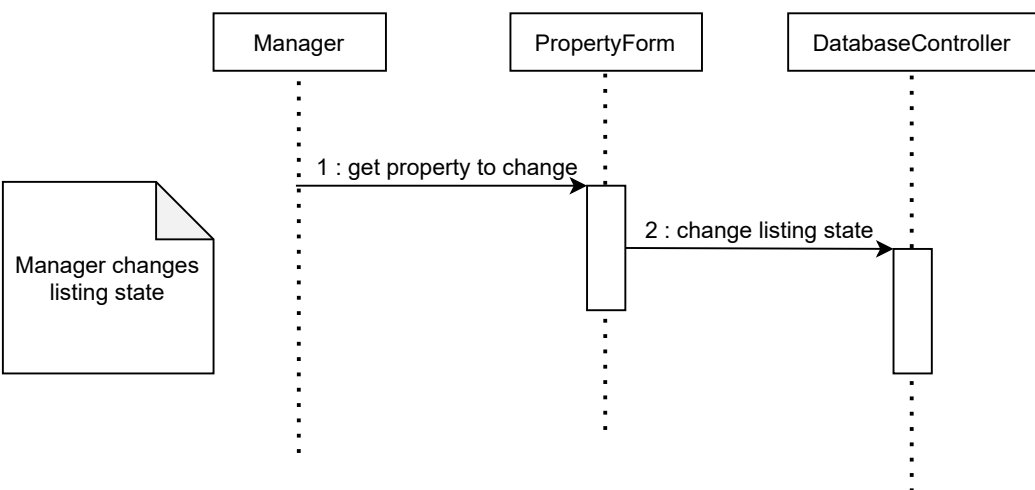 Manager
PropertyForm
DatabaseController
1 : get property to change
2 : change listing state
Manager changes
listing state